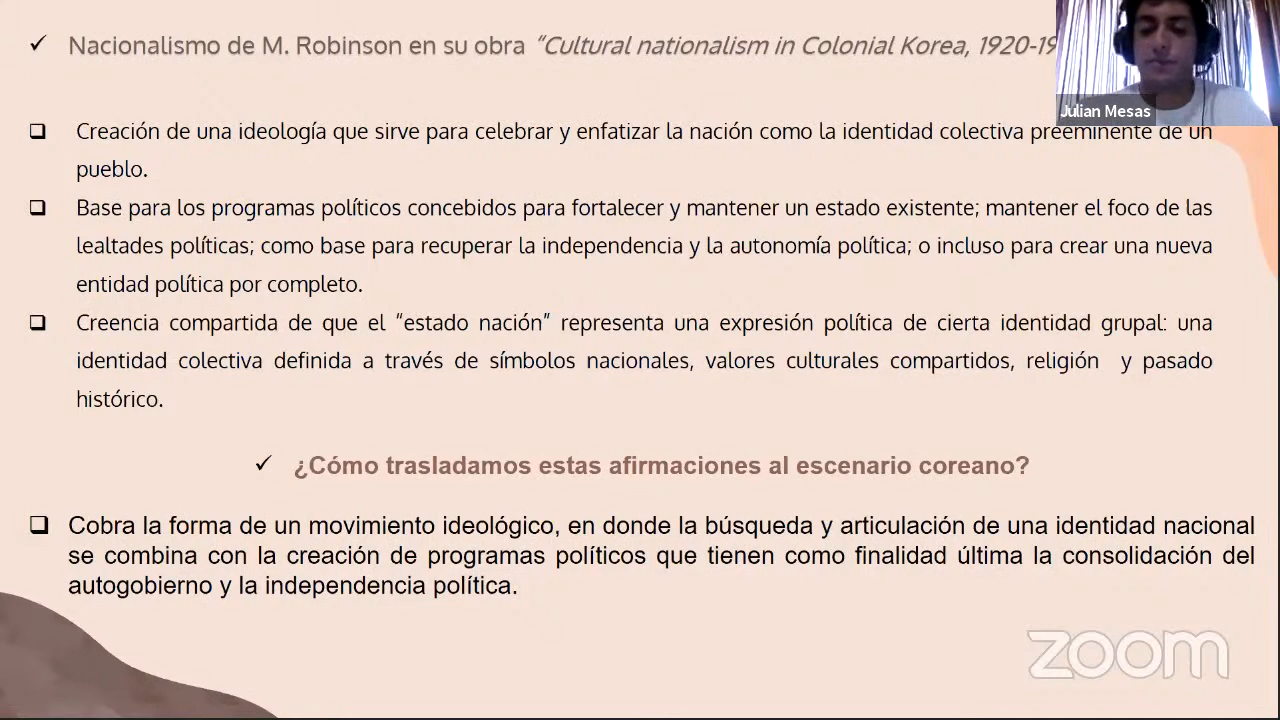 ✓ Nacionalismo de M. Robinson en su obra “Cultural nationalism in Colonial Korea, 1920-19
Julian Mesas
❑ Creación de una ideología que sirve para celebrar y enfatizar la nación como la identidad colectiva preeminente de un
pueblo.
❑ Base para los programas políticos concebidos para fortalecer y mantener un estado existente; mantener el foco de las
lealtades políticas; como base para recuperar la independencia y la autonomía política; o incluso para crear una nueva
entidad política por completo.
❑ Creencia compartida de que el “estado nación” representa una expresión política de cierta identidad grupal: una
identidad colectiva definida a través de símbolos nacionales, valores culturales compartidos, religión y pasado
histórico.
✓ ¿Cómo trasladamos estas afirmaciones al escenario coreano?
❑ Cobra la forma de un movimiento ideológico, en donde la búsqueda y articulación de una identidad nacional
se combina con la creación de programas políticos que tienen como finalidad última la consolidación del
autogobierno y la independencia política.
zoom